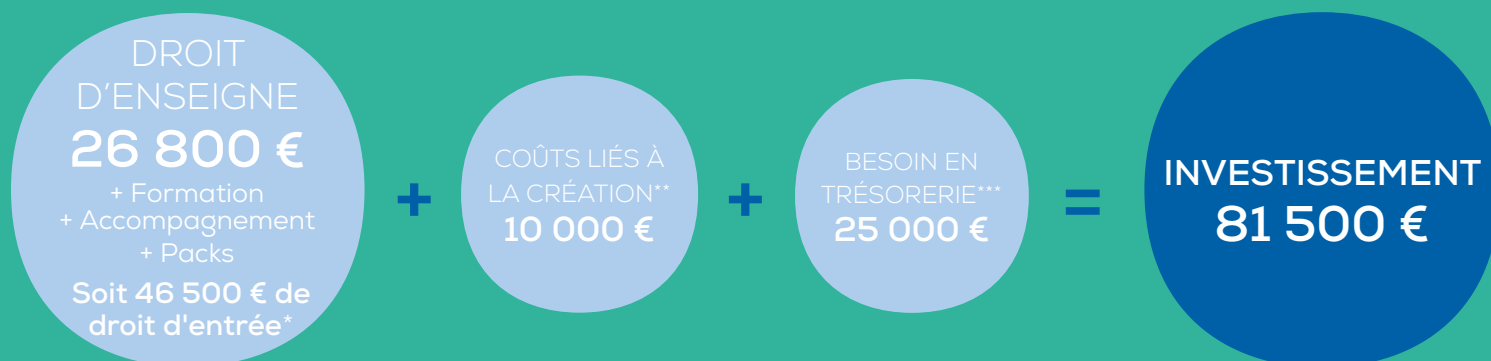 DROIT
D'ENSEIGNE
26 800 €
+ Formation
+ Accompagnement
+ Packs
Soit 46 500 € de
droit d'entrée*
+
COÛTS LIÉS À
LA CRÉATION**
10 000 €
+
BESOIN EN
TRÉSORERIE***
25 000 €
=
INVESTISSEMENT
81 500 €